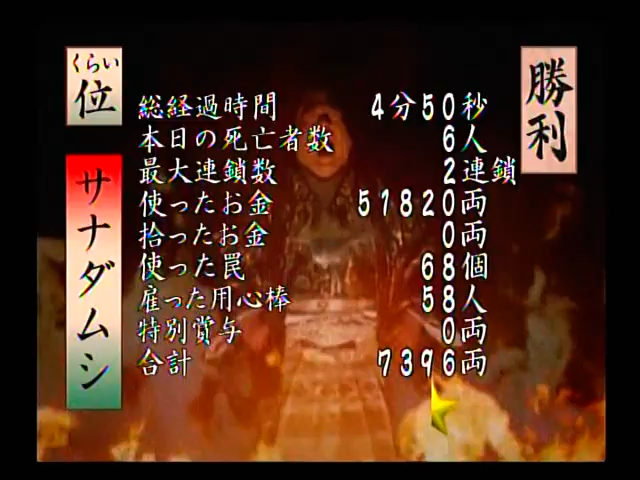 くらい
位
サナダムシ
勝利
総経過時間 4分50秒
本日の死亡者数 6人
最大連鎖数 2連鎖
使ったお金 51820両
拾ったお金 0両
使った罠 68個
雇った用心棒 58人
特別賞与 0両
合計 7396両